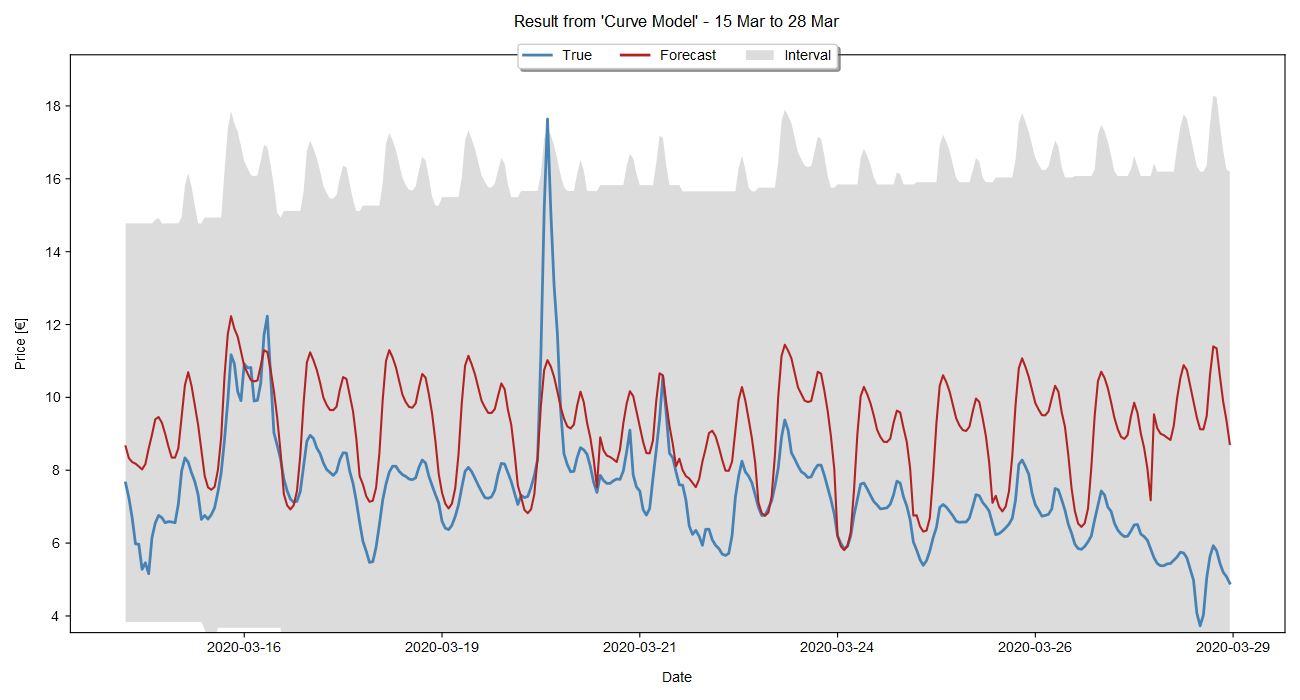 Result from 'Curve Model' - 15 Mar to 28 Mar
True Forecast Interval
18
16
14
12
10
8
6
4
Price [€]
2020-03-16 2020-03-19 2020-03-21 2020-03-24 2020-03-26 2020-03-29
Date